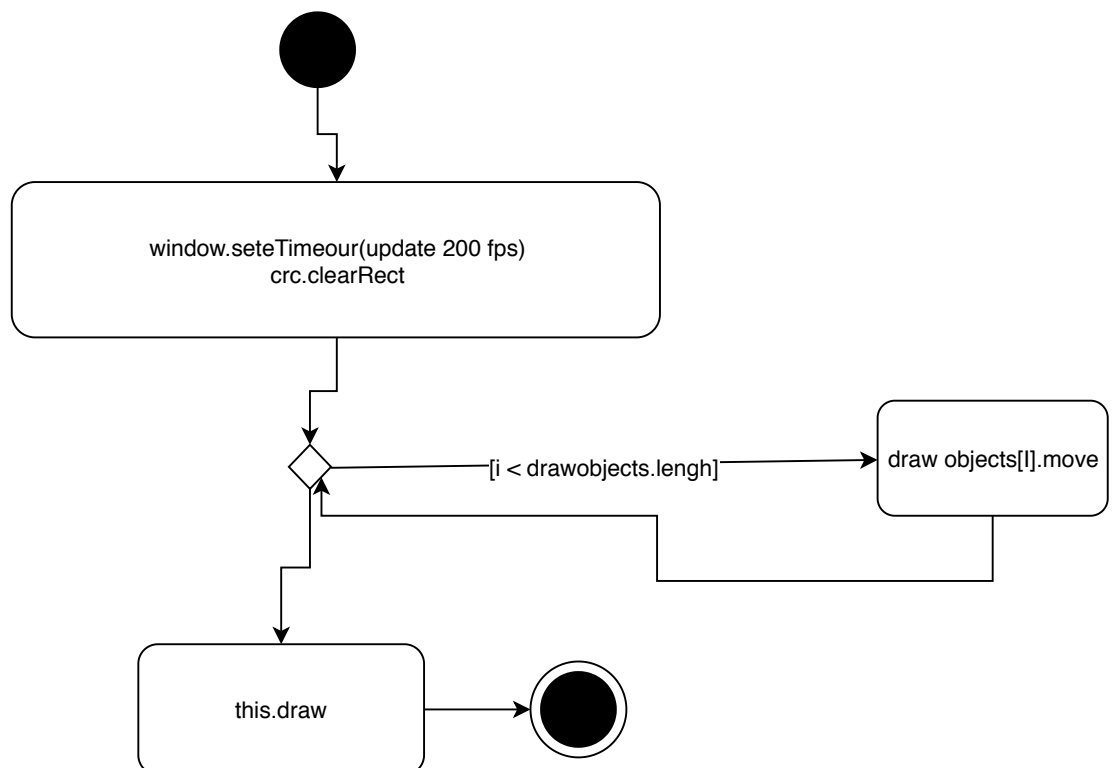 window.seteTimeour(update 200 fps)
crc.clearRect
[i < drawobjects.lengh]
draw objects[I].move
this.draw